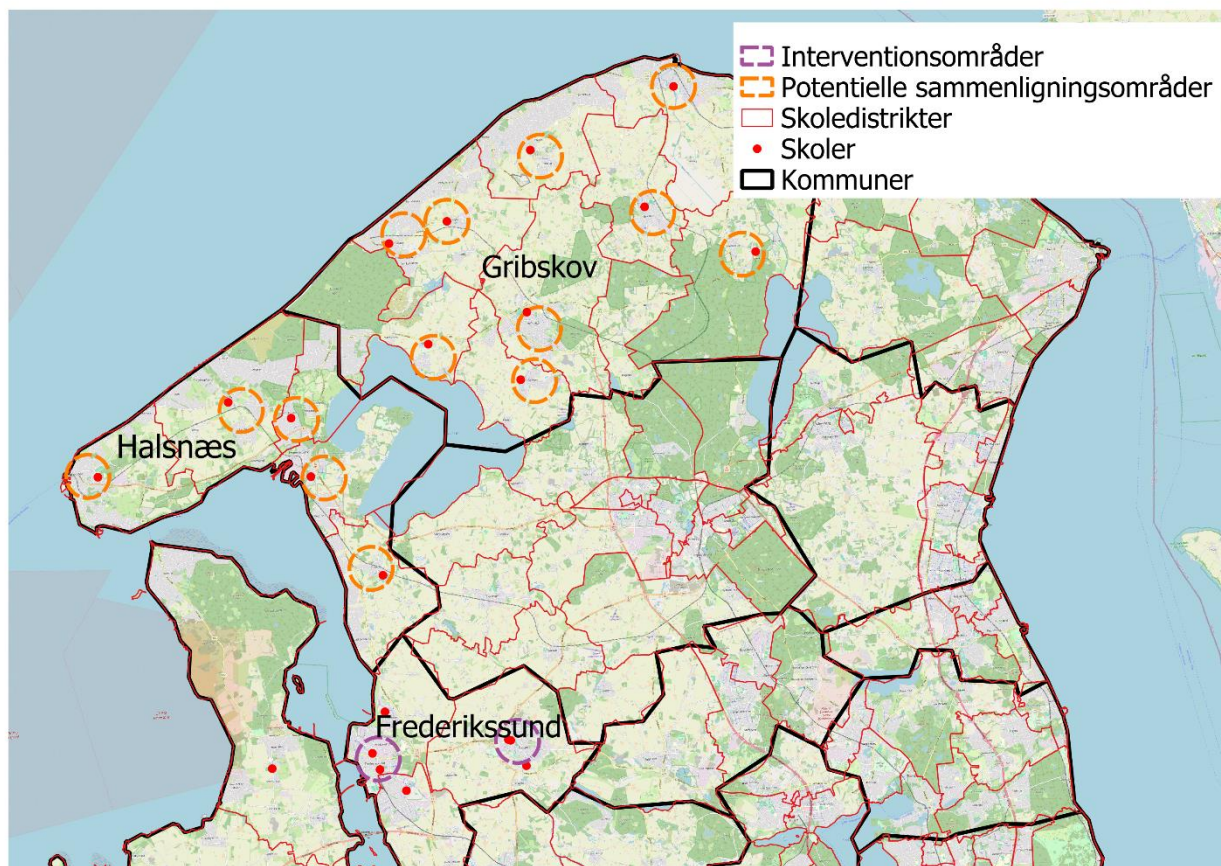 Interventionsområder
Potentielle sammenligningsområder
Skoledistrikter
Skoler
Kommuner
Gribskov
Halsnæs
Frederikssund